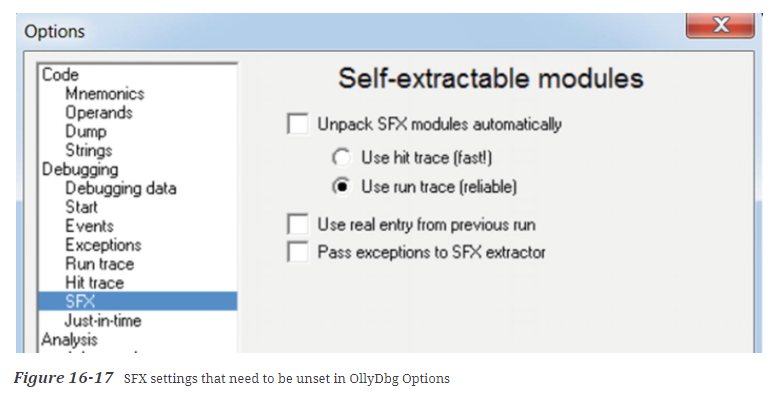 Options
X
Code
Mnemonics
Operands
Dump
Strings
Debugging
Debugging data
Start
Events
Exceptions
Run trace
Hit trace
SFX
Just-in-time
Analysis
Self-extractable modules
Unpack SFX modules automatically
Use hit trace (fast!)
Use run trace (reliable)
Use real entry from previous run
Pass exceptions to SFX extractor
Figure 16-17 SFX settings that need to be unset in OllyDbg Options